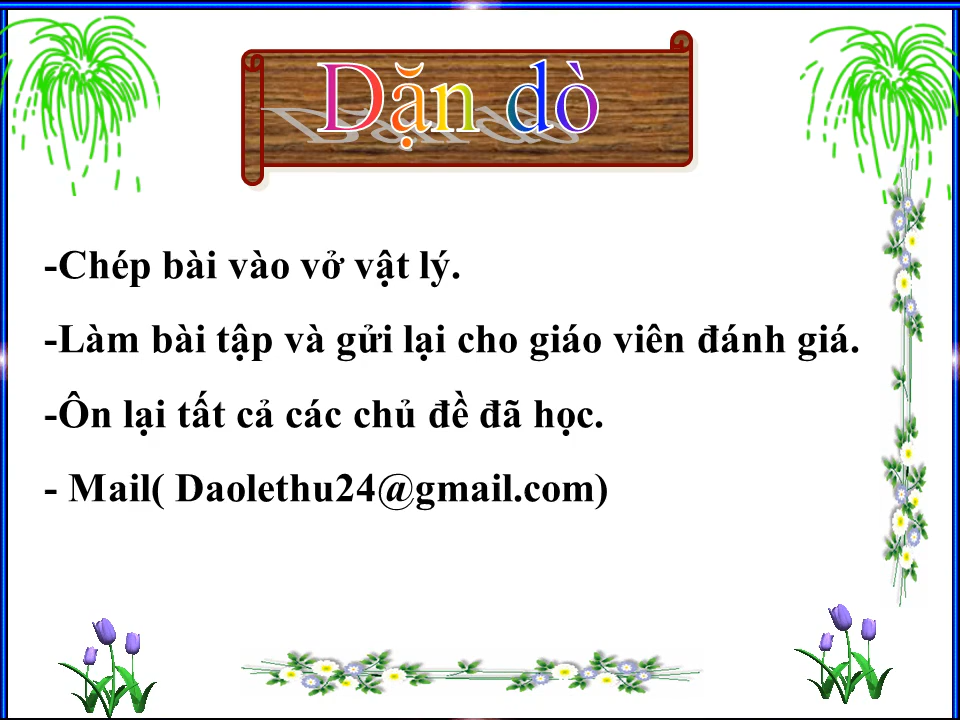 Dặn dò
-Chép bài vào vở vật lý.
-Làm bài tập và gửi lại cho giáo viên đánh giá.
-Ôn lại tất cả các chủ đề đã học.
- Mail( Daolethu24@gmail.com)